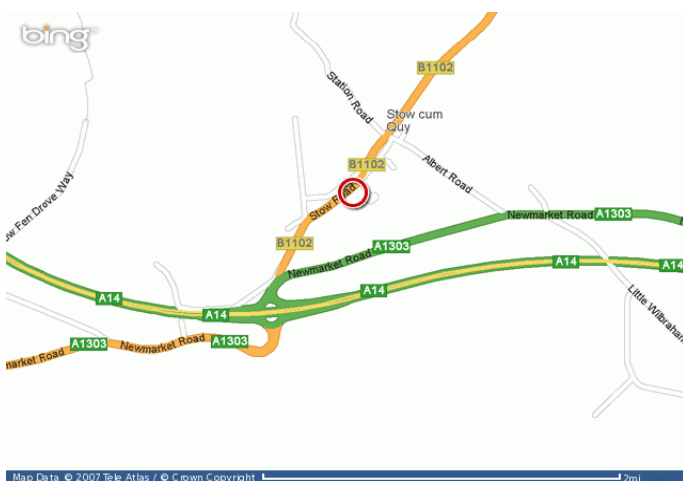 bing
B1102
Station Road
Stow cum
Quy
B1102
Albert Road
Stow Road
Fen Drove Way
B1102
Newmarket Road A1303
A1303
Newmarket Road
A14
A14
A14
A14
A14
Little Wilbraham
A1303 Newmarket Road A1303
Road
Map Data © 2007 Tele Atlas / © Crown Copyright 2mi